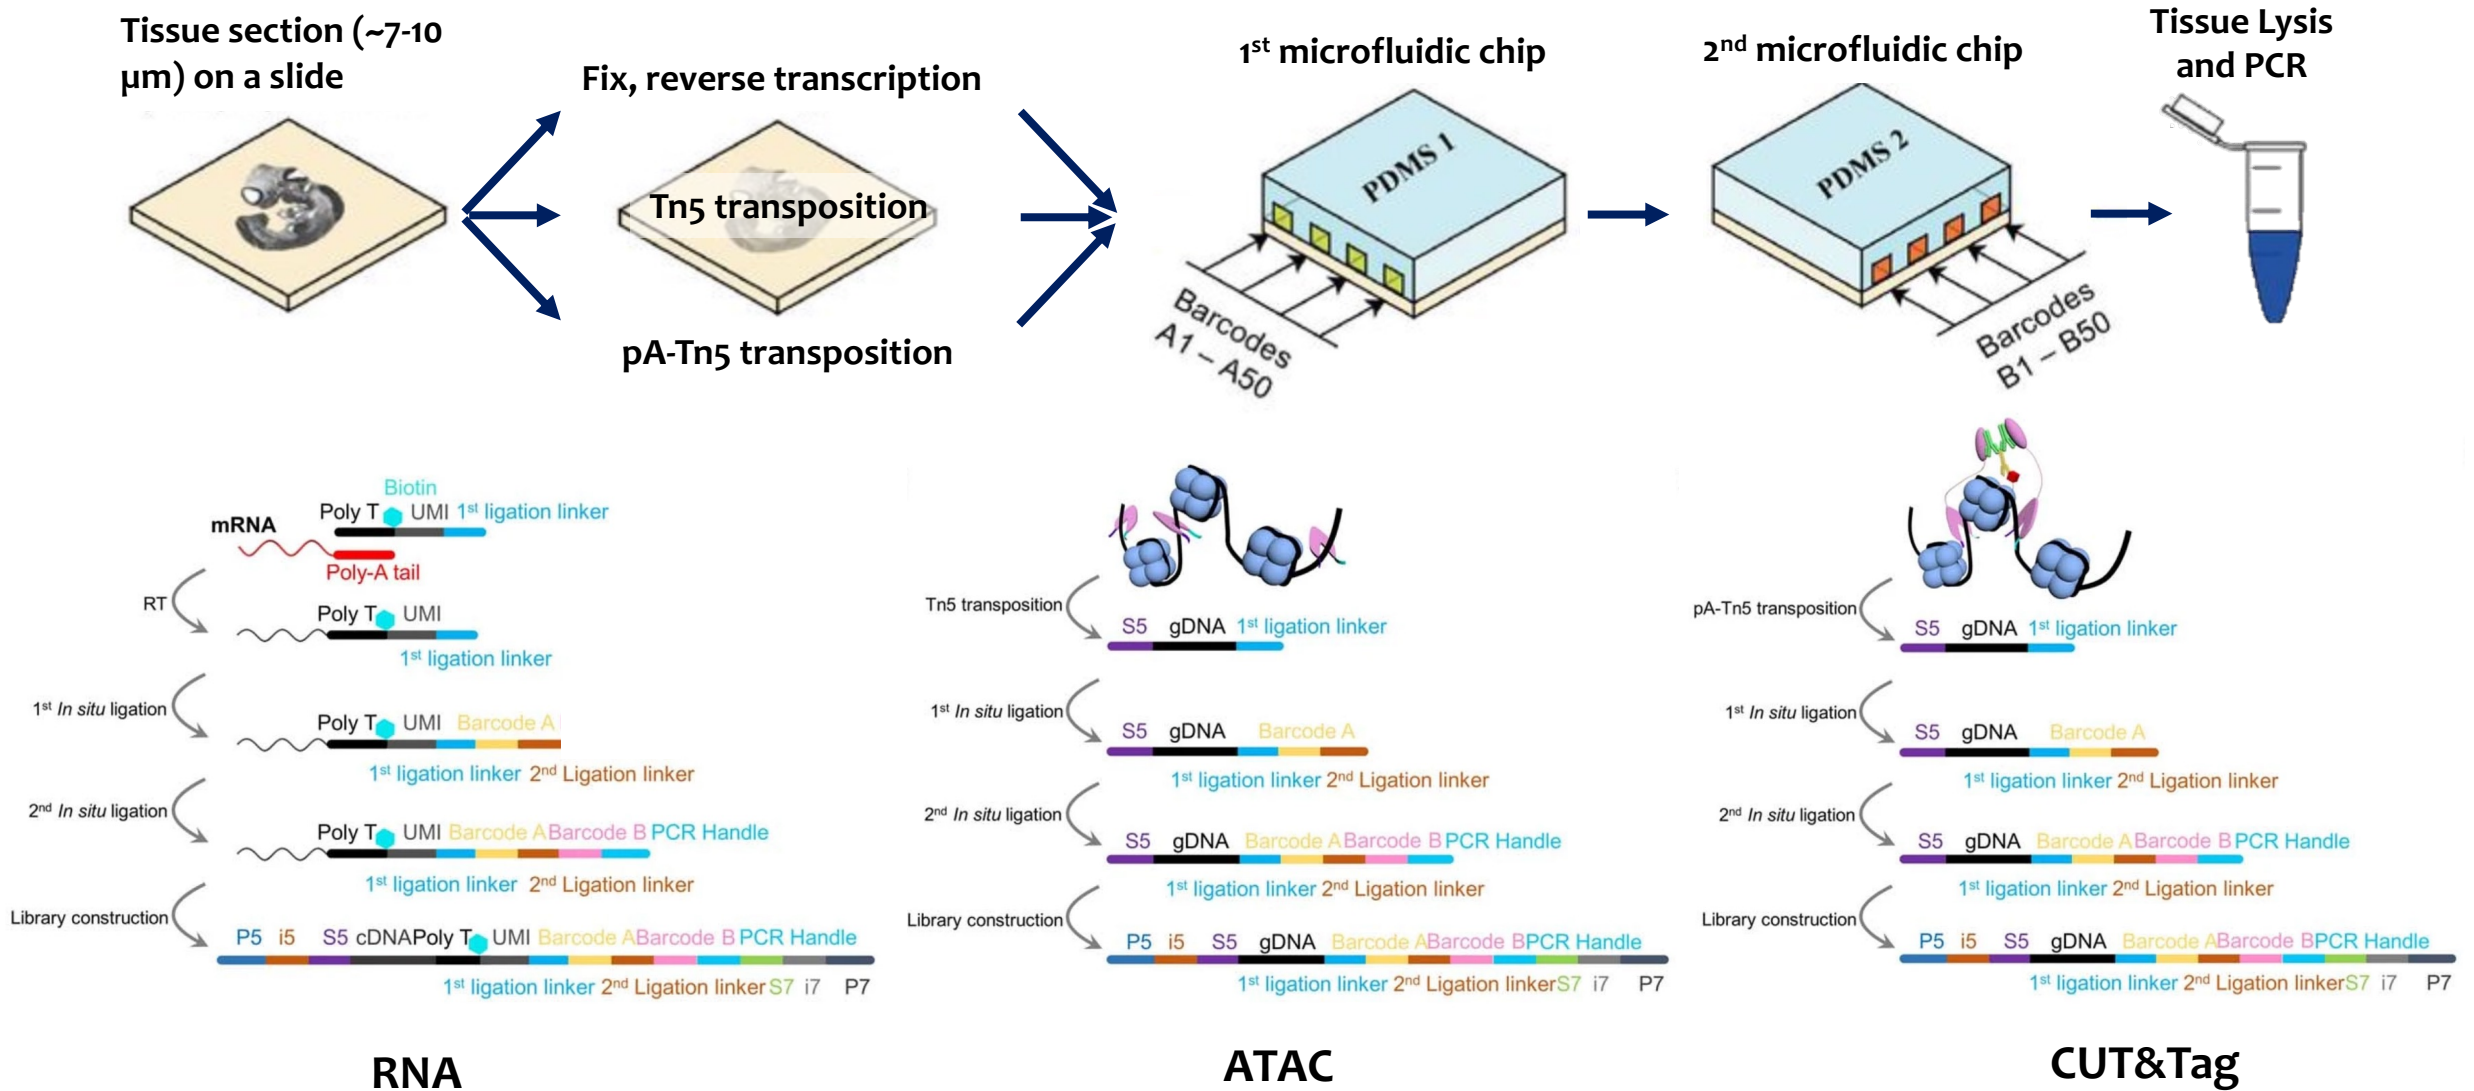 Tissue section (~7-10
µm) on a slide
Fix, reverse transcription
Tn5 transposition
pA-Tn5 transposition
1st microfluidic chip
PDMS 1
Barcodes
A1 – A50
2nd microfidic chip
PDMS 2
Barcodes
B1 – B50
Tissue Lysis
and PCR
Biotin
Poly T UMI 1st ligation linker
mRNA
Poly-A tail
RT
Poly T UMI
1st ligation linker
1st In situ ligation
Poly T UMI Barcode A
1st ligation linker 2nd Ligation linker
2nd In situ ligation
Poly T UMI Barcode A Barcode B PCR Handle
1st ligation linker 2nd Ligation linker
Library construction
P5 i5 S5 cDNA Poly T UMI Barcode A Barcode B PCR Handle
1st ligation linker 2nd Ligation linker S7 i7 P7
RNA
Tn5 transposition
S5 gDNA 1st ligation linker
1st In situ ligation
S5 gDNA Barcode A
1st ligation linker 2nd Ligation linker
2nd In situ ligation
S5 gDNA Barcode A Barcode B PCR Handle
1st ligation linker 2nd Ligation linker
Library construction
P5 i5 S5 gDNA Barcode A Barcode B PCR Handle
1st ligation linker 2nd Ligation linker S7 i7 P7
ATAC
pA-Tn5 transposition
S5 gDNA 1st ligation linker
1st In situ ligation
S5 gDNA Barcode A
1st ligation linker 2nd Ligation linker
2nd In situ ligation
S5 gDNA Barcode A Barcode B PCR Handle
1st ligation linker 2nd Ligation linker
Library construction
P5 i5 S5 gDNA Barcode A Barcode B PCR Handle
1st ligation linker 2nd Ligation linker S7 i7 P7
CUT&Tag